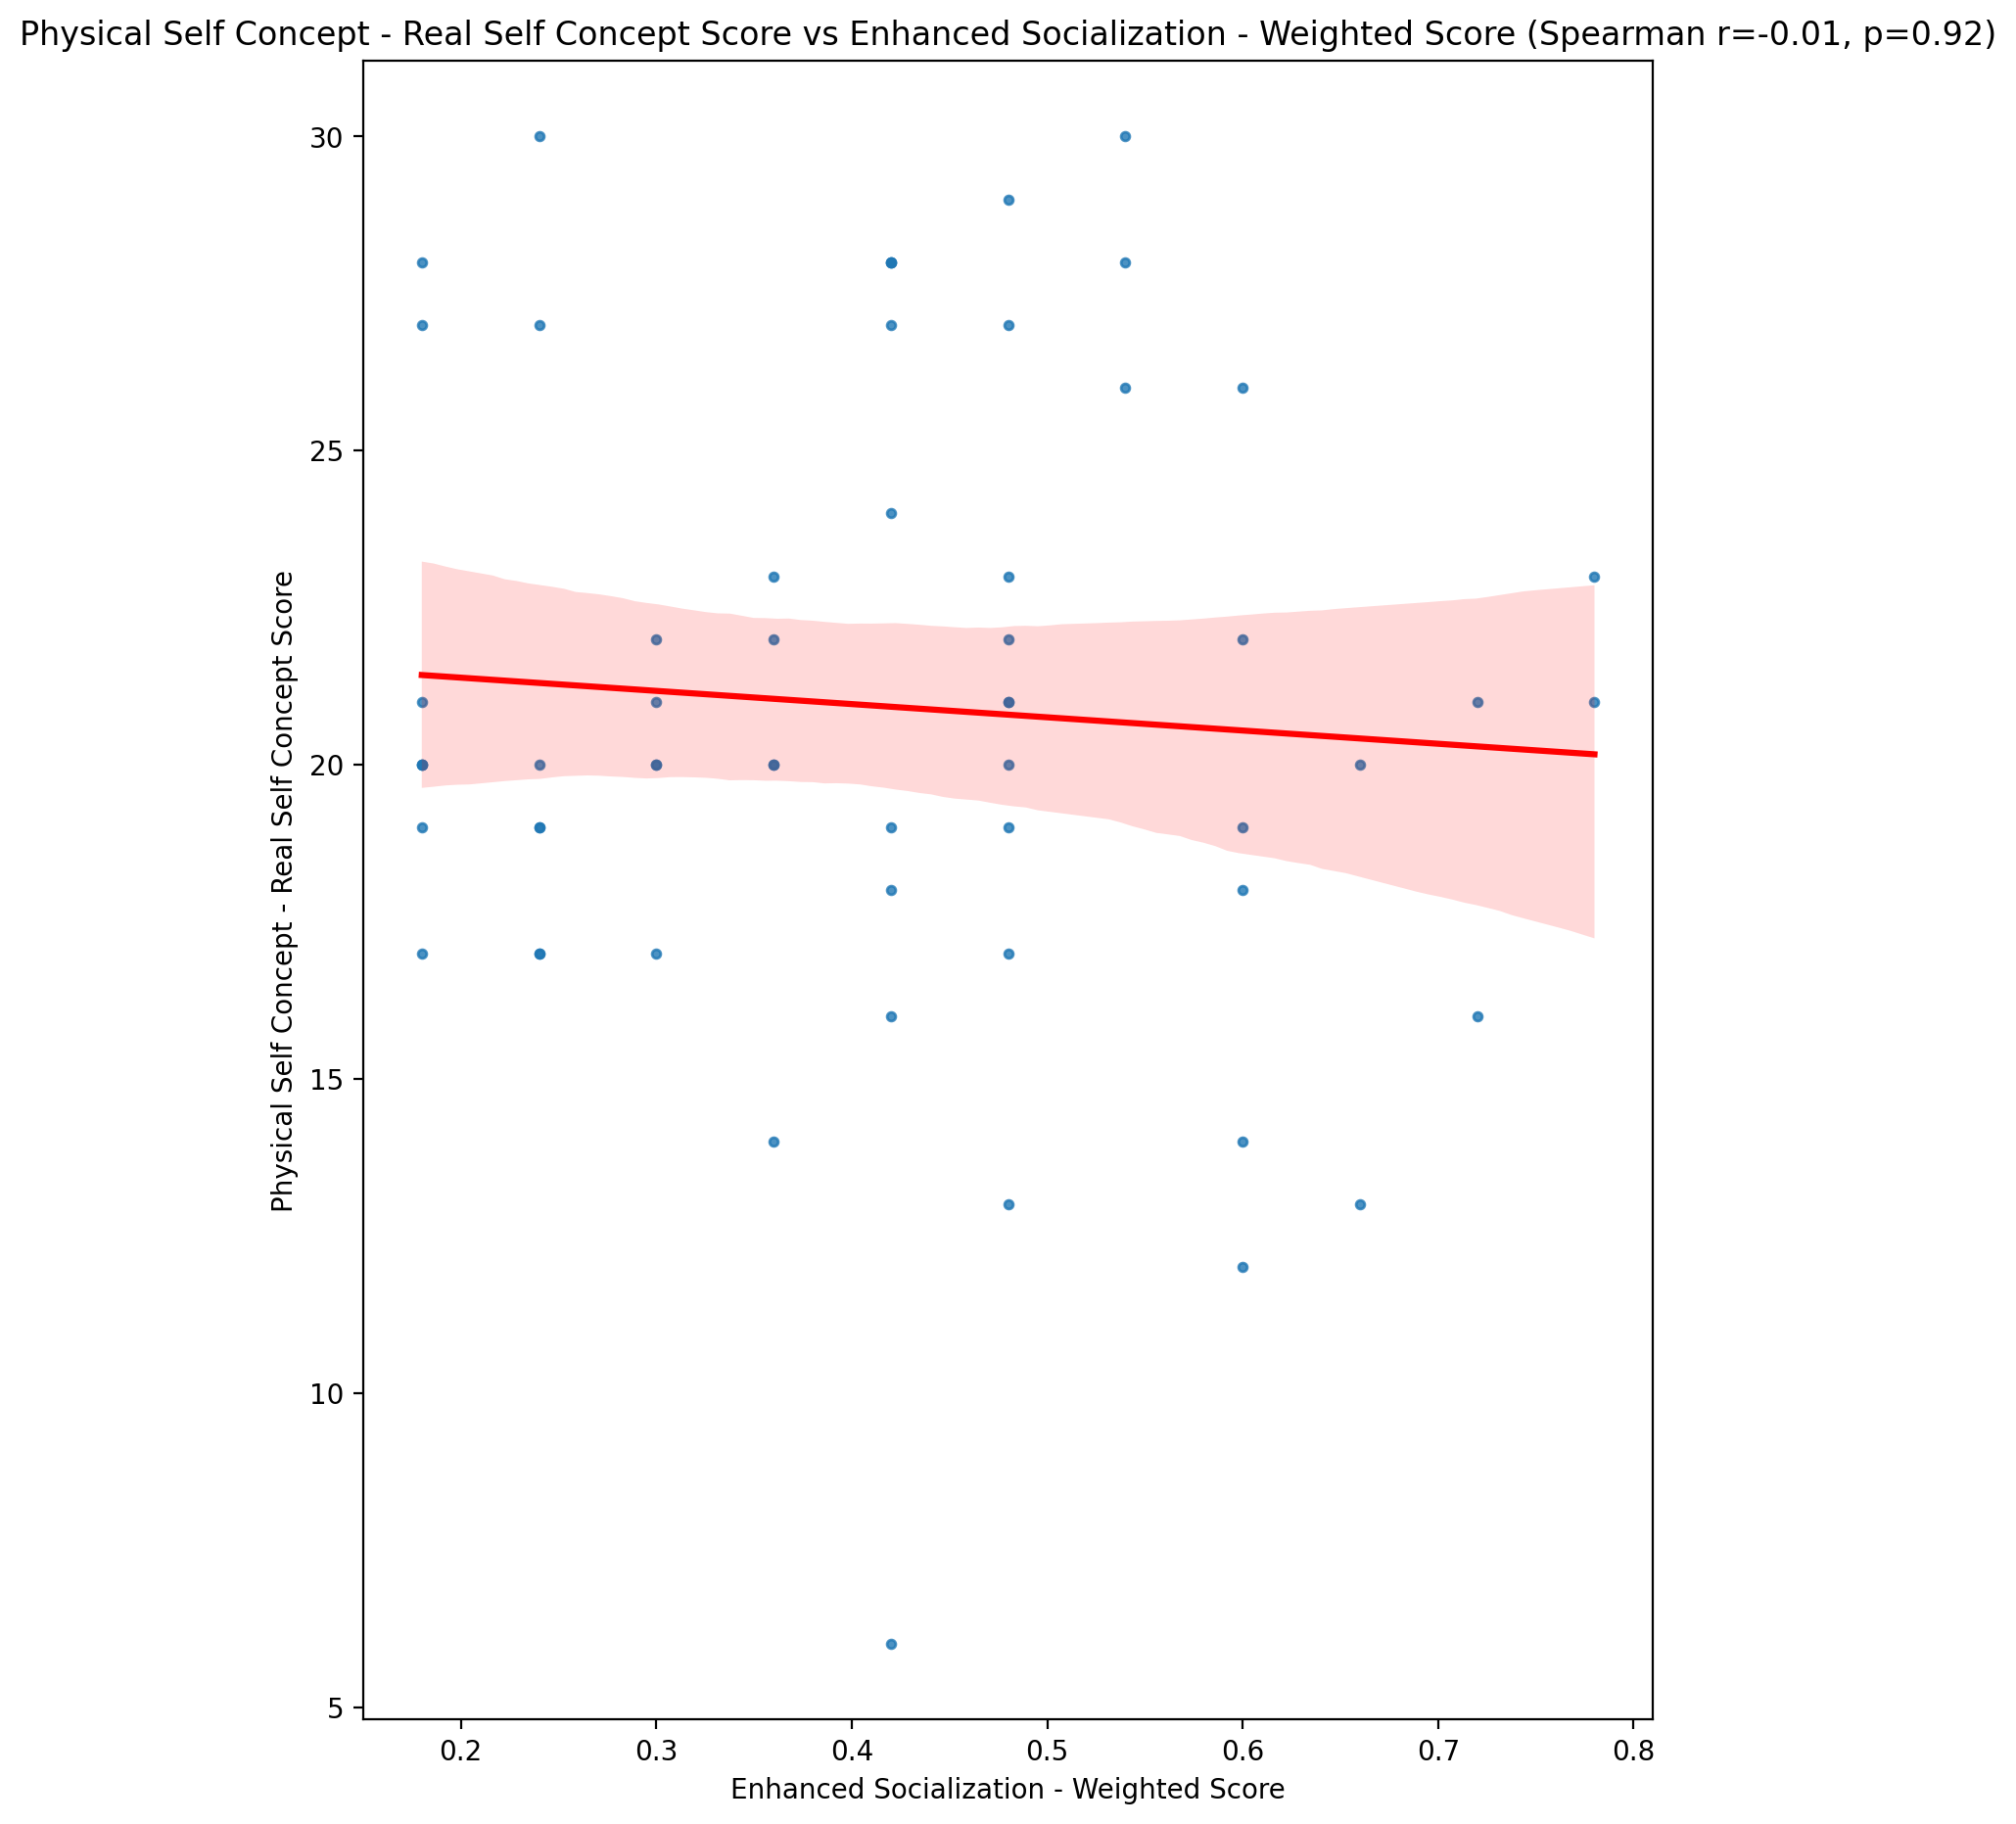 Physical Self Concept - Real Self Concept Score vs Enhanced Socialization - Weighted Score (Spearman r=-0.01, p=0.92)
Physical Self Concept - Real Self Concept Score
30
25
20
15
10
5
0.2 0.3 0.4 0.5 0.6 0.7 0.8
Enhanced Socialization - Weighted Score